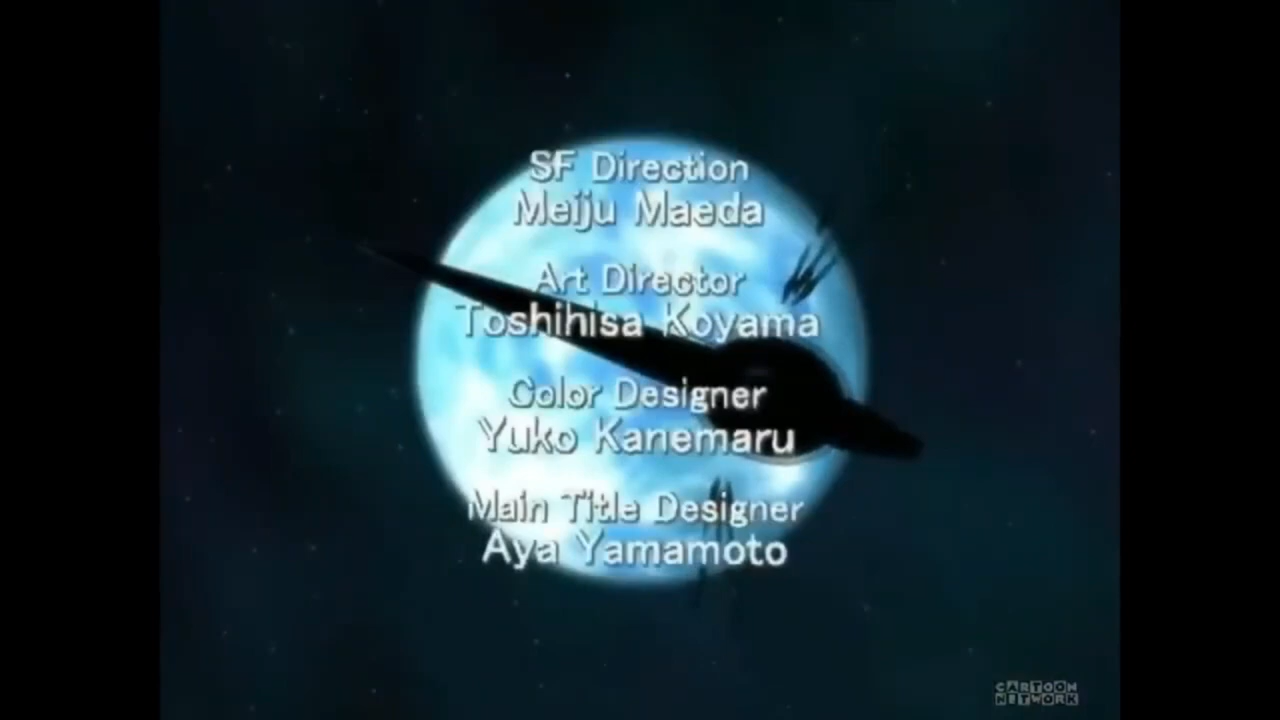 SF Direction
Meiju Maeda
Art Director
Toshihisa Koyama
Color Designer
Yuko Kanemaru
Main Title Designer
Aya Yamamoto
CARTOON
NETWORK